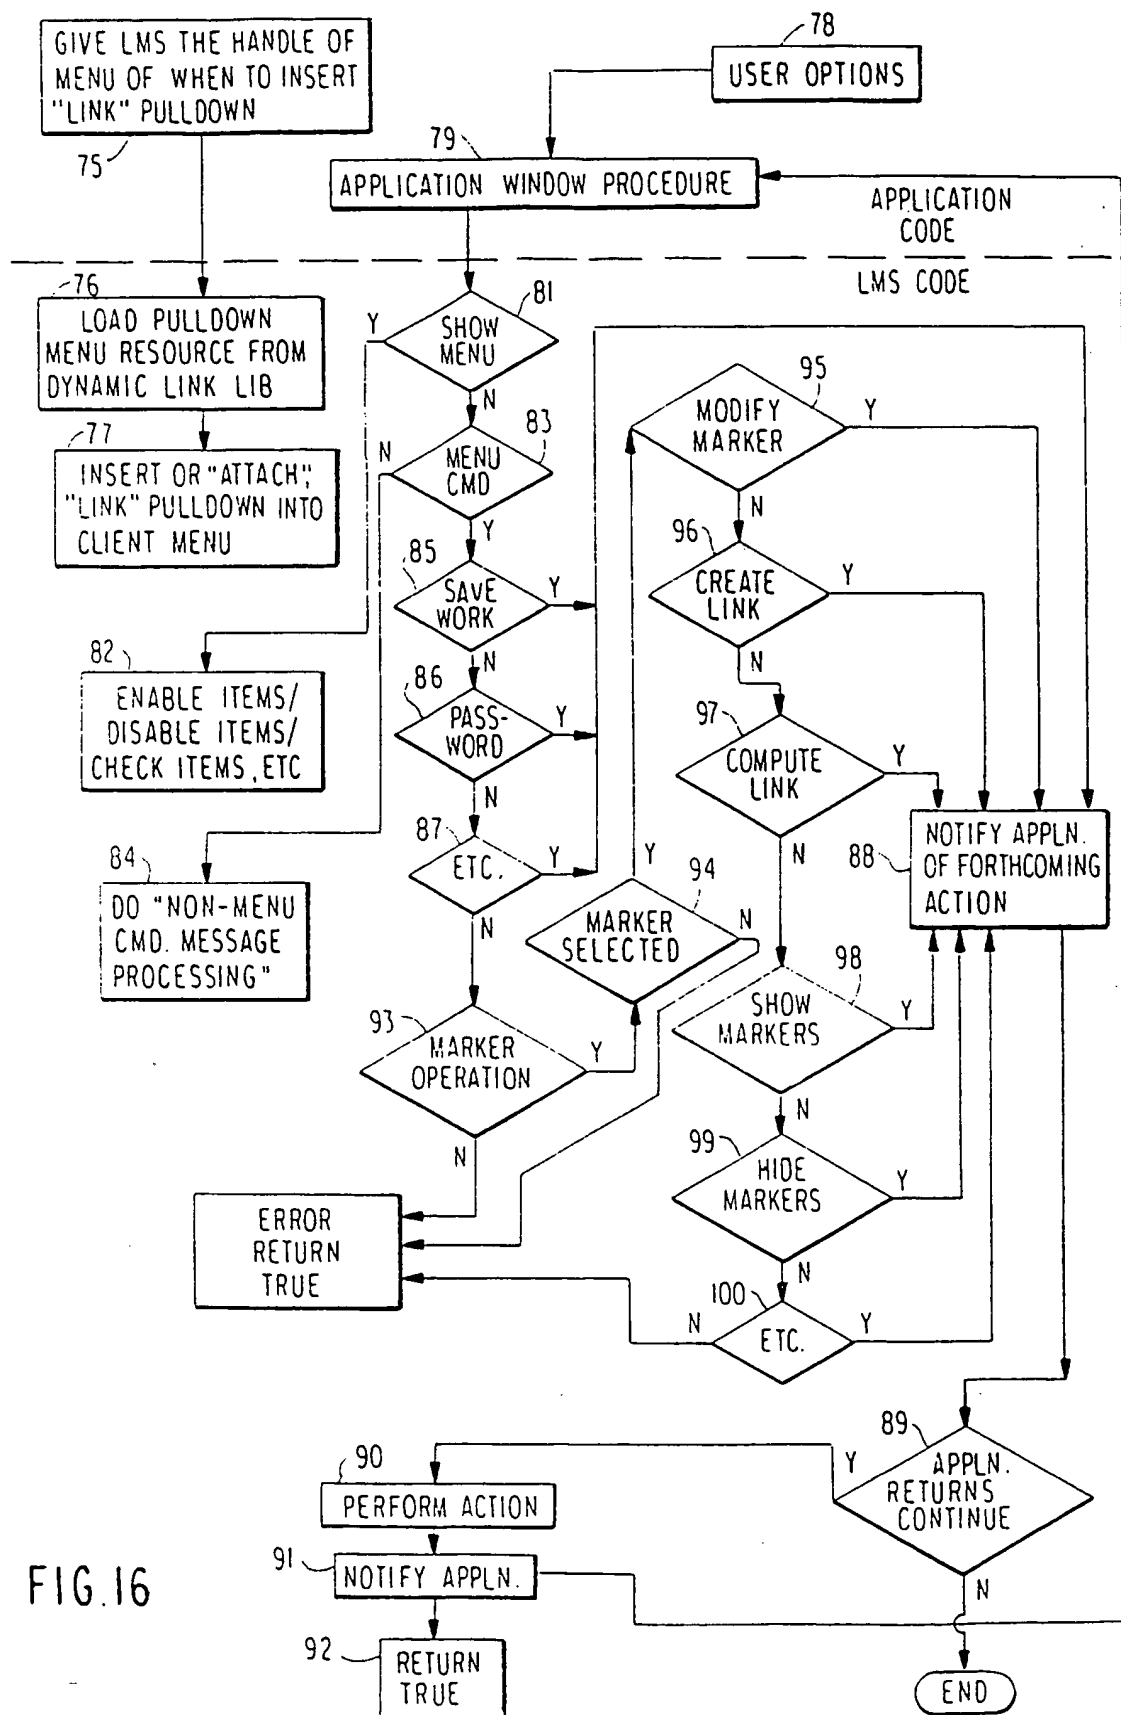 GIVE LMS THE HANDLE OF
MENU OF WHEN TO INSERT
"LINK" PULLDOWN
75
78
USER OPTIONS
79
APPLICATION WINDOW PROCEDURE
APPLICATION
CODE
LMS CODE
76
LOAD PULLDOWN
MENU RESOURCE FROM
DYNAMIC LINK LIB
77
INSERT OR "ATTACH",
"LINK" PULLDOWN INTO
CLIENT MENU
81
Y
SHOW
MENU
N
83
N
MENU
CMD
Y
85
SAVE
WORK
Y
N
82
ENABLE ITEMS/
DISABLE ITEMS/
CHECK ITEMS, ETC
86
PASS-
WORD
Y
N
87
ETC.
Y
N
84
DO "NON-MENU
CMD. MESSAGE
PROCESSING"
93
MARKER
OPERATION
Y
N
94
Y
MARKER
SELECTED
N
95
MODIFY
MARKER
Y
N
96
CREATE
LINK
Y
N
97
COMPUTE
LINK
Y
N
88
NOTIFY APPLN.
OF FORTHCOMING
ACTION
98
SHOW
MARKERS
Y
N
99
HIDE
MARKERS
Y
N
100
N
ETC.
Y
ERROR
RETURN
TRUE
89
Y
APPLN.
RETURNS
CONTINUE
N
90
PERFORM ACTION
91
NOTIFY APPLN.
92
RETURN
TRUE
END
FIG.16